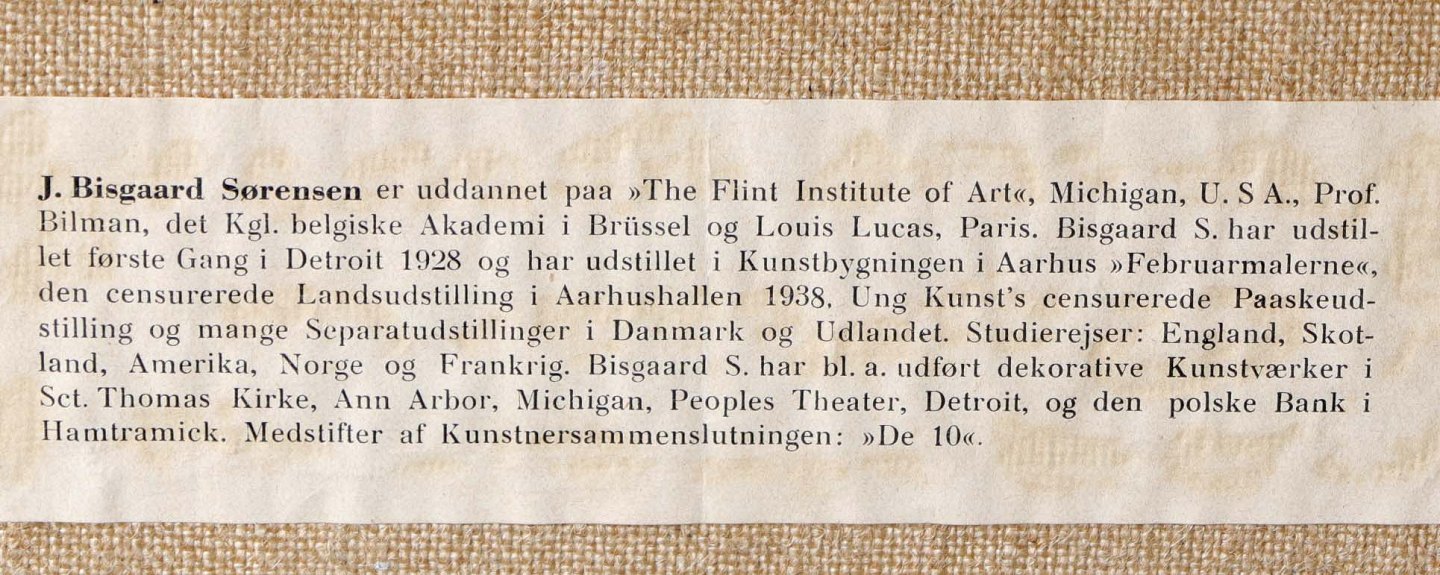 J. Bisgaard Sørensen er uddannet paa »The Flint Institute of Art«, Michigan, U. S A., Prof.
Bilman, det Kgl. belgiske Akademi i Brüssel og Louis Lucas, Paris. Bisgaard S. har udstil-
let første Gang i Detroit 1928 og har udstillet i Kunstbygningen i Aarhus »Februarmalerne«,
den censurerede Landsudstilling i Aarhushallen 1938, Ung Kunst's censurerede Paaskeud-
stilling og mange Separatudstillinger i Danmark og Udlandet. Studierejser: England, Skot-
land, Amerika, Norge og Frankrig. Bisgaard S. har bl. a. udført dekorative Kunstværker i
Sct. Thomas Kirke, Ann Arbor, Michigan, Peoples Theater, Detroit, og den polske Bank i
Hamtramick. Medstifter af Kunstnersammenslutningen: »De 10«.